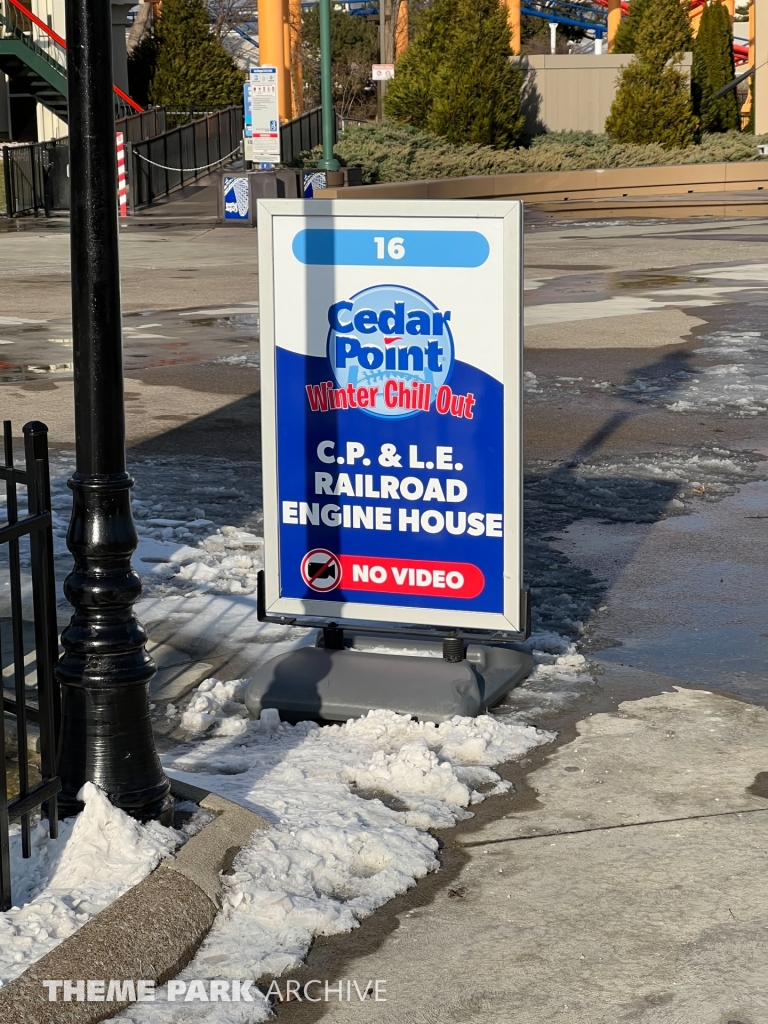 16
Cedar
Point
Winter Chill Out
C.P. & L.E.
RAILROAD
ENGINE HOUSE
NO VIDEO
THEME PARK ARCHIVE